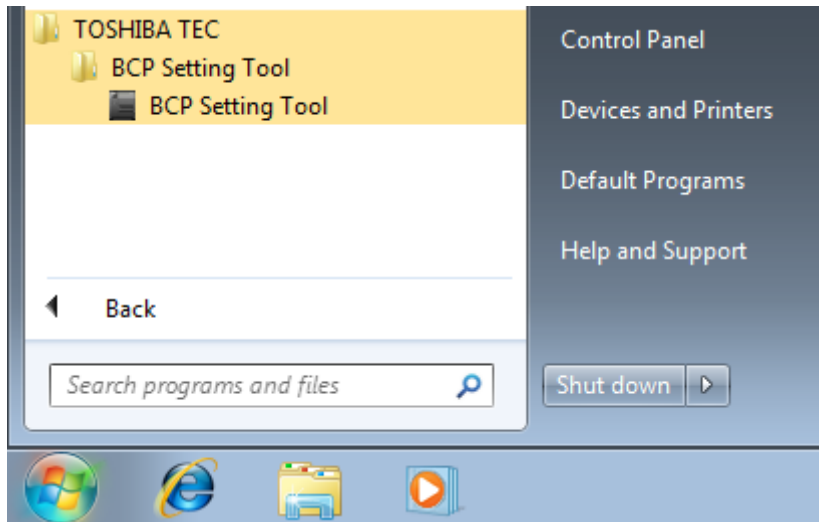 TOSHIBA TEC
BCP Setting Tool
BCP Setting Tool
Back
Search programs and files
Control Panel
Devices and Printers
Default Programs
Help and Support
Shut down